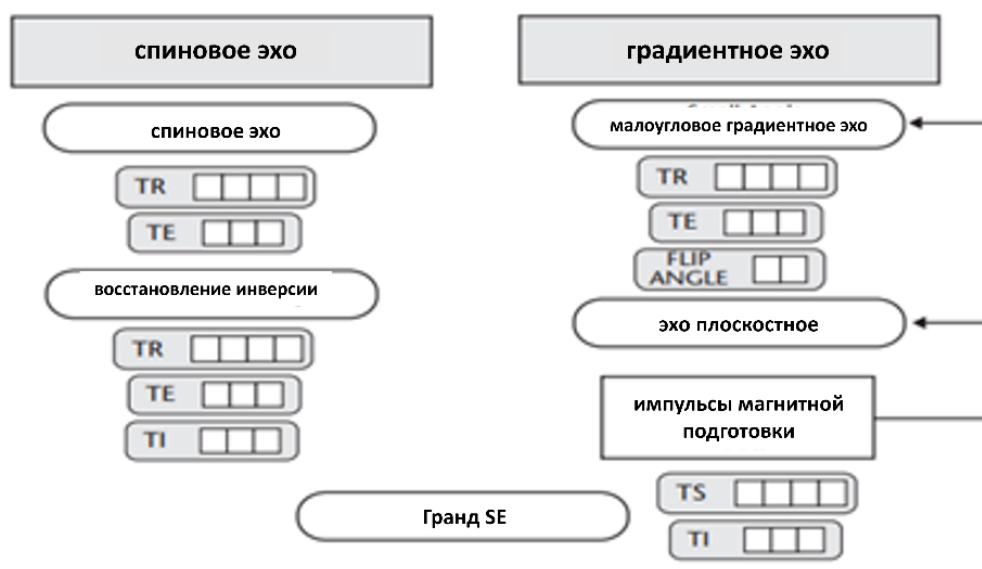 спиновое эхо
спиновое эхо
TR
TE
восстановление инверсии
TR
TE
TI
градиентное эхо
малоугловое градиентное эхо
TR
TE
FLIP
ANGLE
эхо плоскостное
импульсы магнитной
подготовки
TS
TI
Гранд SE